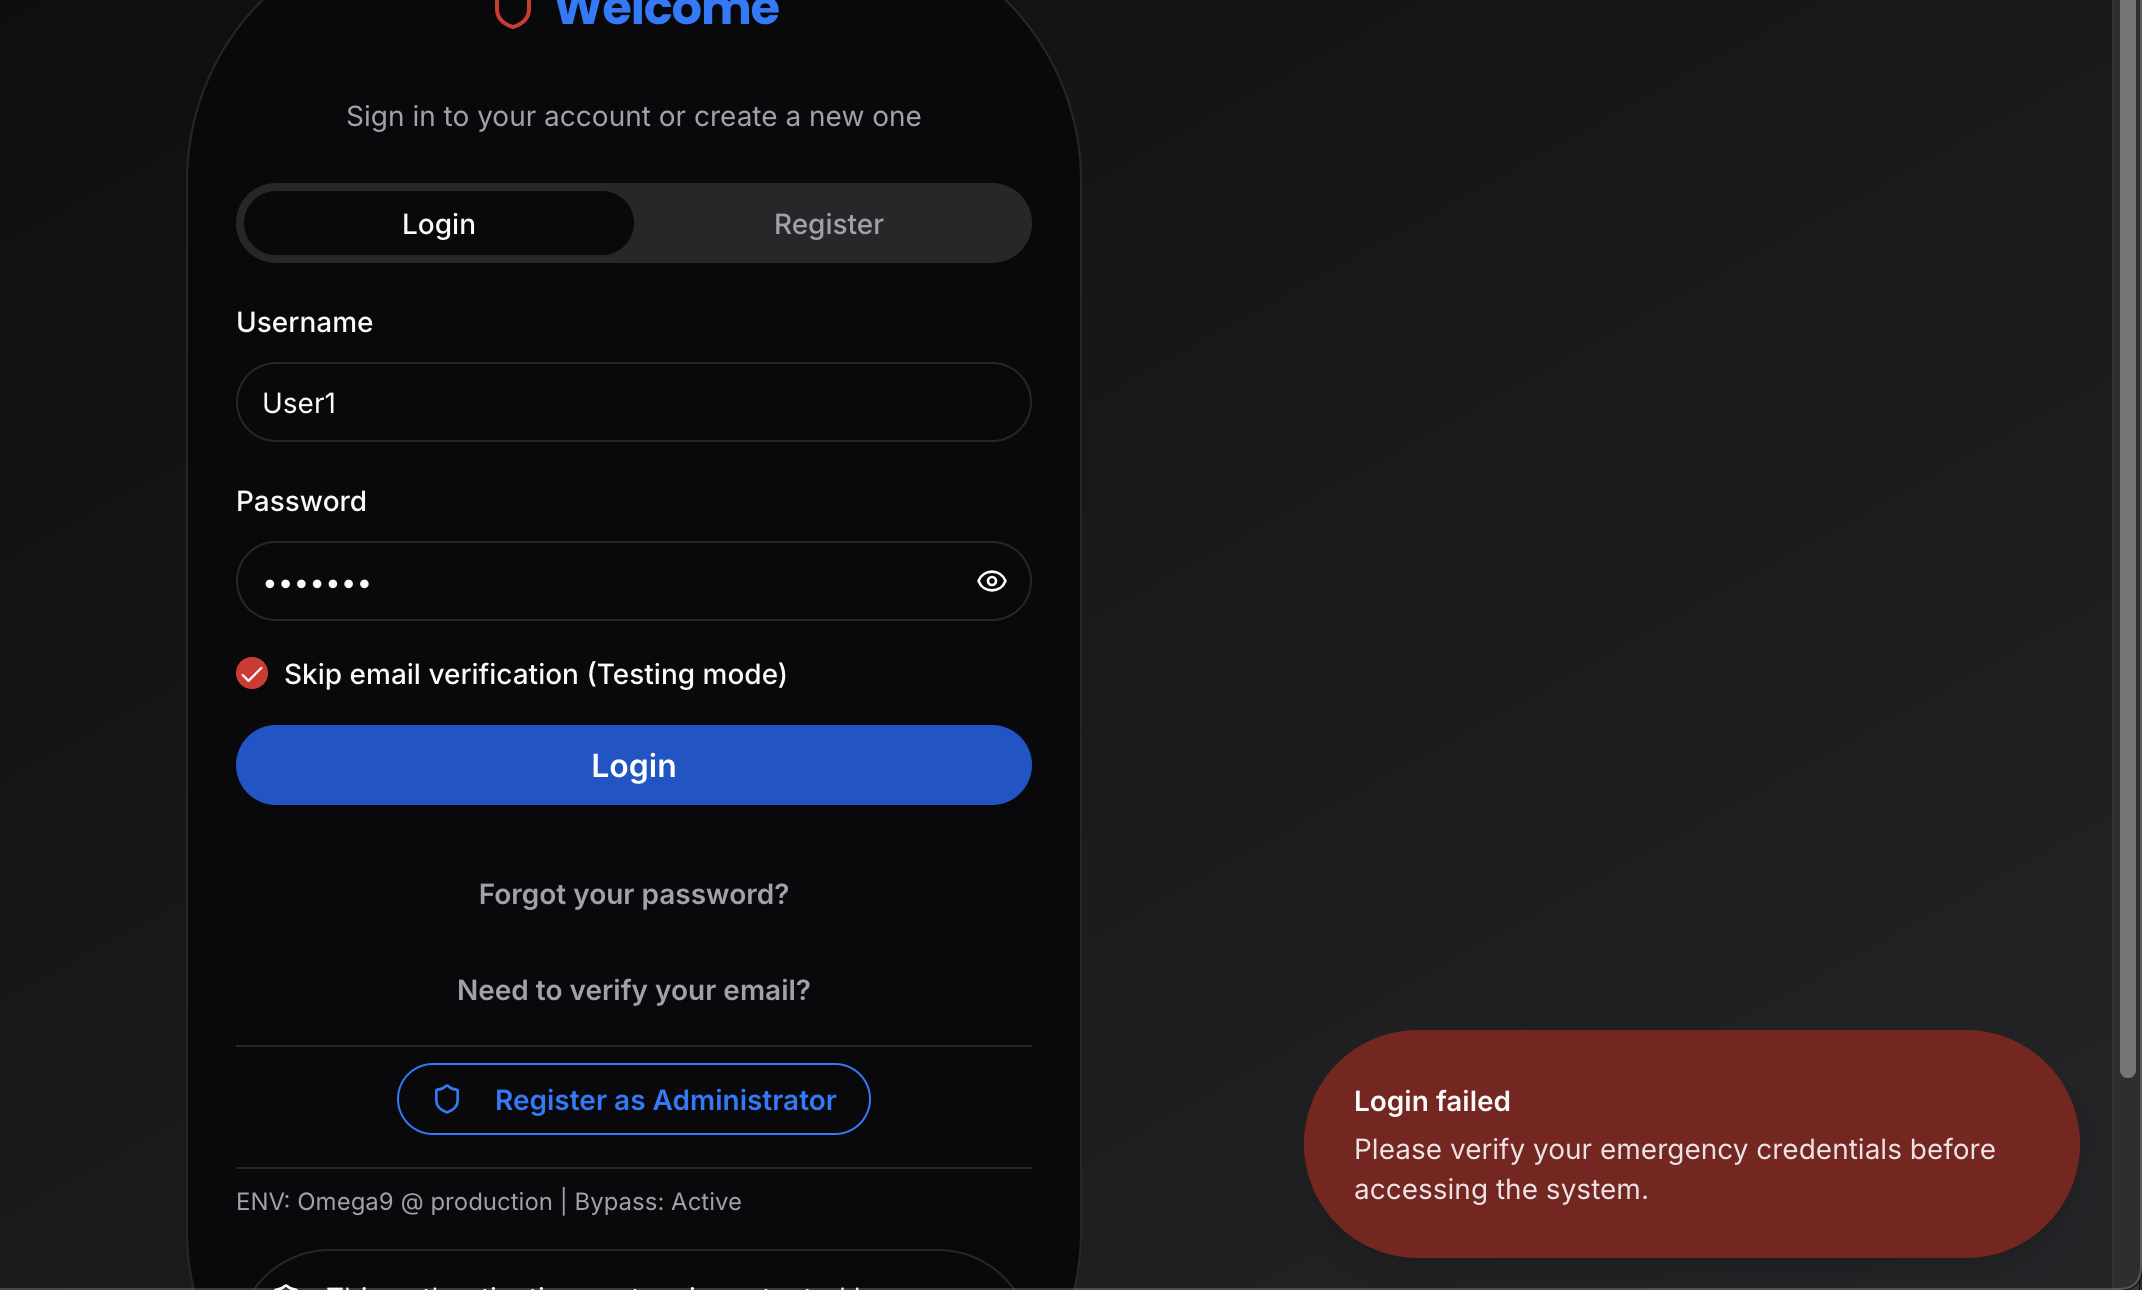 Welcome
Sign in to your account or create a new one
Login
Register
Username
User1
Password
Skip email verification (Testing mode)
Login
Forgot your password?
Need to verify your email?
Register as Administrator
ENV: Omega9 @ production | Bypass: Active
Login failed
Please verify your emergency credentials before
accessing the system.